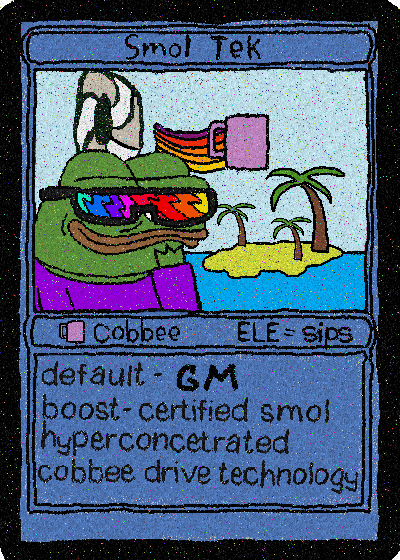 Smol Tek
Cobbee ELE = sips
default - GM
boost - certified smol
hyperconcetrated
cobbee drive technology